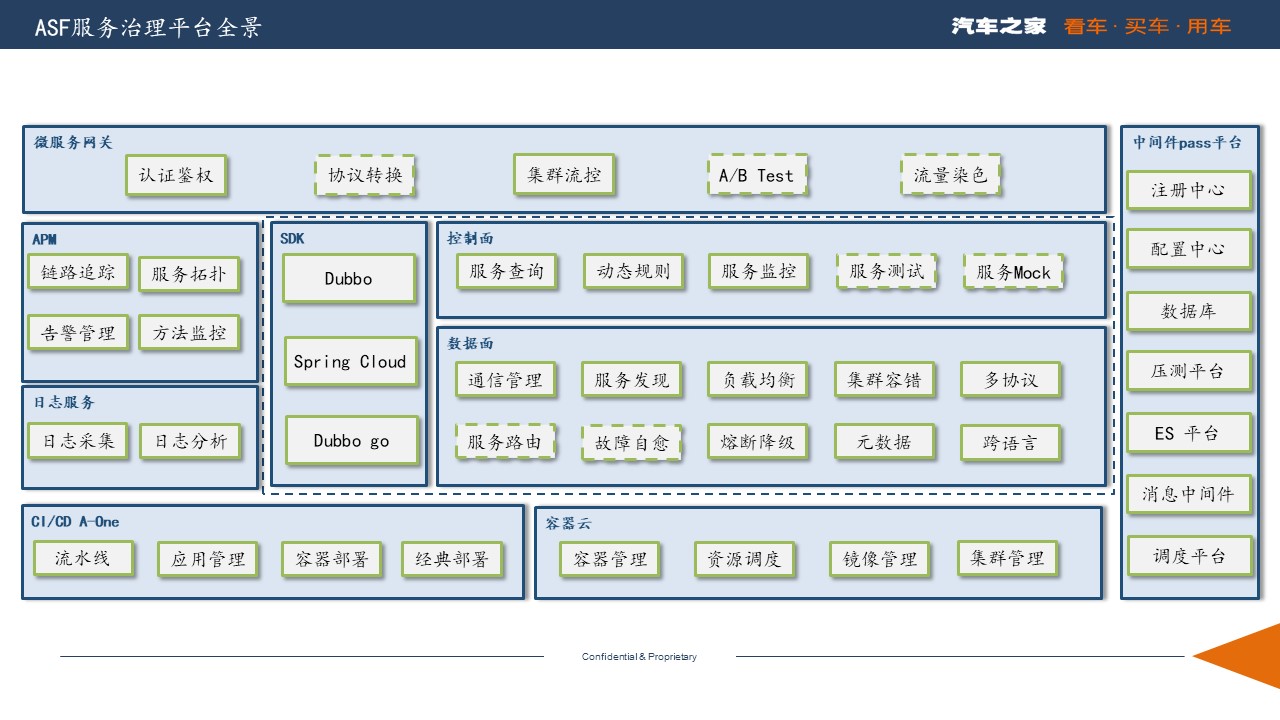 ASF服务治理平台全景
汽车之家 看车·买车·用车
微服务网关
认证鉴权 协议转换 集群流控 A/B Test 流量染色
APM
链路追踪 服务拓扑
告警管理 方法监控
日志服务
日志采集 日志分析
SDK
Dubbo
Spring Cloud
Dubbo go
控制面
服务查询 动态规则 服务监控 服务测试 服务Mock
数据面
通信管理 服务发现 负载均衡 集群容错 多协议
服务路由 故障自愈 熔断降级 元数据 跨语言
CI/CD A-One
流水线 应用管理 容器部署 经典部署
容器云
容器管理 资源调度 镜像管理 集群管理
中间件pass平台
注册中心
配置中心
数据库
压测平台
ES 平台
消息中间件
调度平台
Confidential & Proprietary